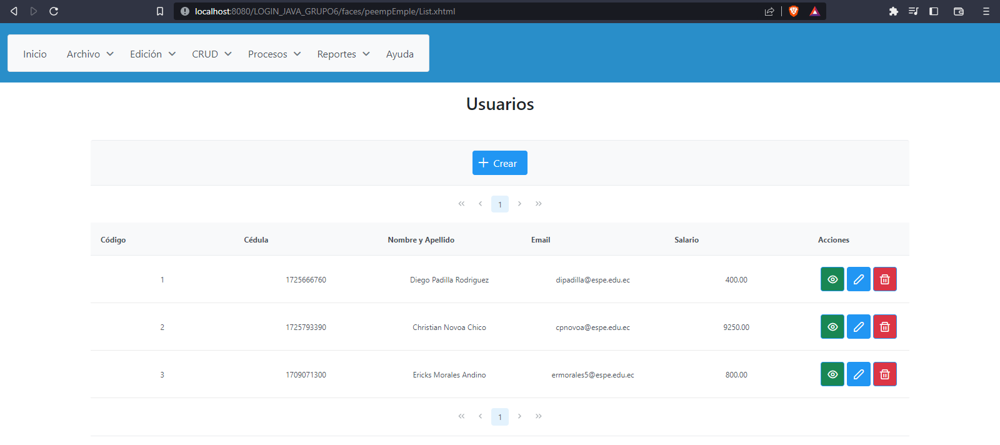 localhost:8080/LOGIN_JAVA_GRUPO6/faces/peempEmple/List.xhtml
Inicio Archivo Edición CRUD Procesos Reportes Ayuda
Usuarios
Crear
1
Código Cédula Nombre y Apellido Email Salario Acciones
1 1725666760 Diego Padilla Rodriguez dipadilla@espe.edu.ec 400.00
2 1725793390 Christian Novoa Chico cpnovoa@espe.edu.ec 9250.00
3 1709071300 Ericks Morales Andino ermorales5@espe.edu.ec 800.00
1